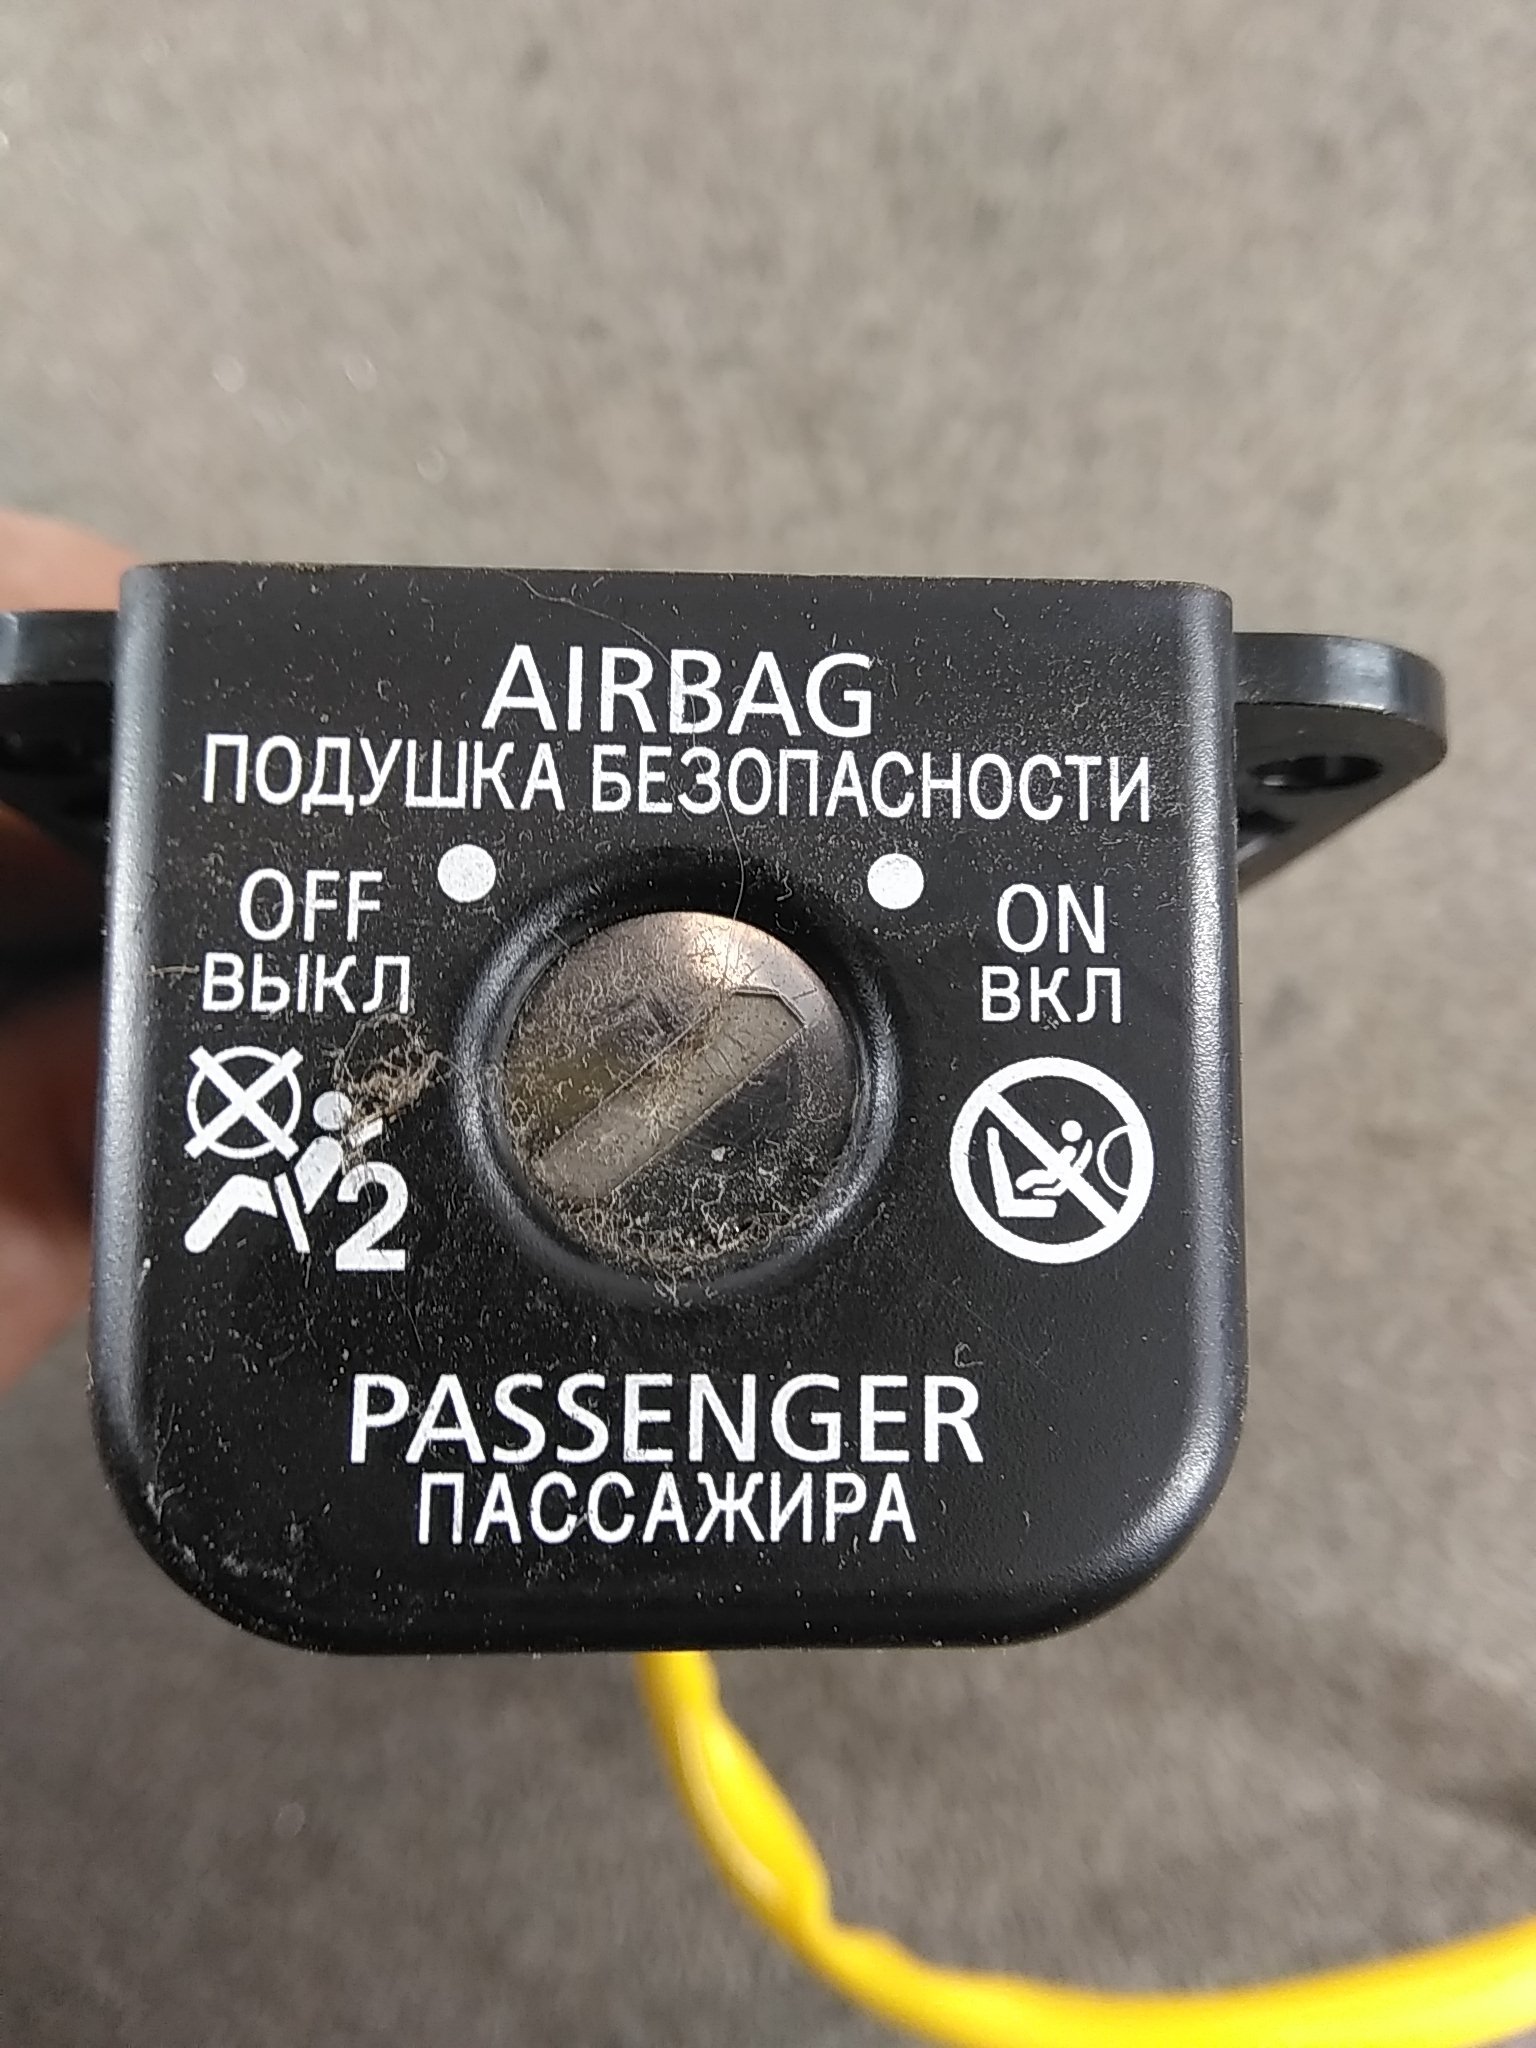 AIRBAG
ПОДУШКА БЕЗОПАСНОСТИ
OFF
ВЫКЛ
ON
ВКЛ
2
PASSENGER
ПАССАЖИРА